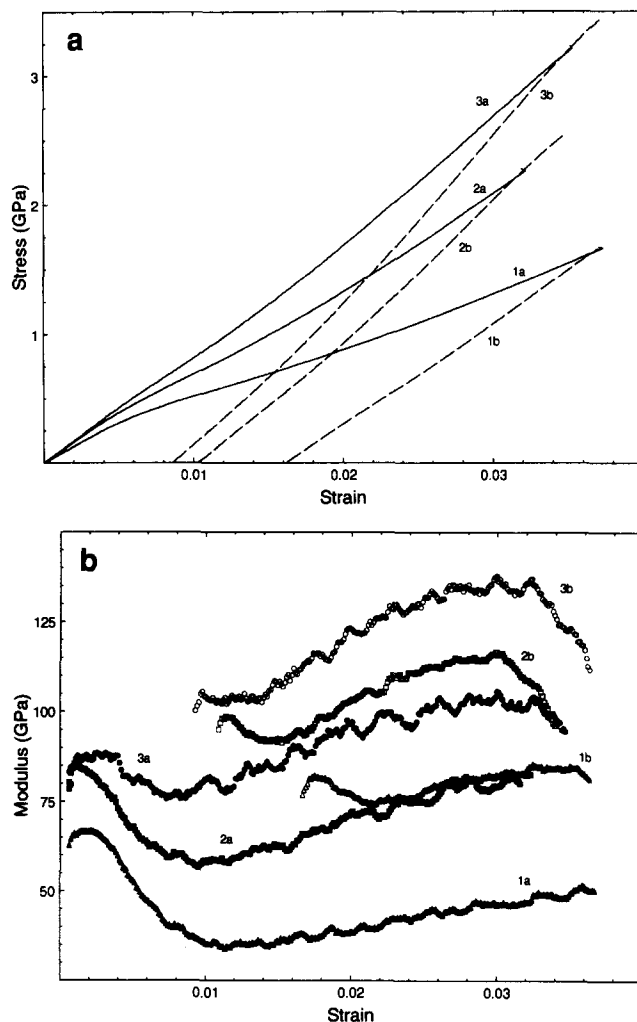 a
3
2
1
Stress (GPa)
3a
3b
2a
2b
1a
1b
0.01
0.02
0.03
Strain
b
125
100
75
50
Modulus (GPa)
3b
2b
3a
1b
2a
1a
0.01
0.02
0.03
Strain